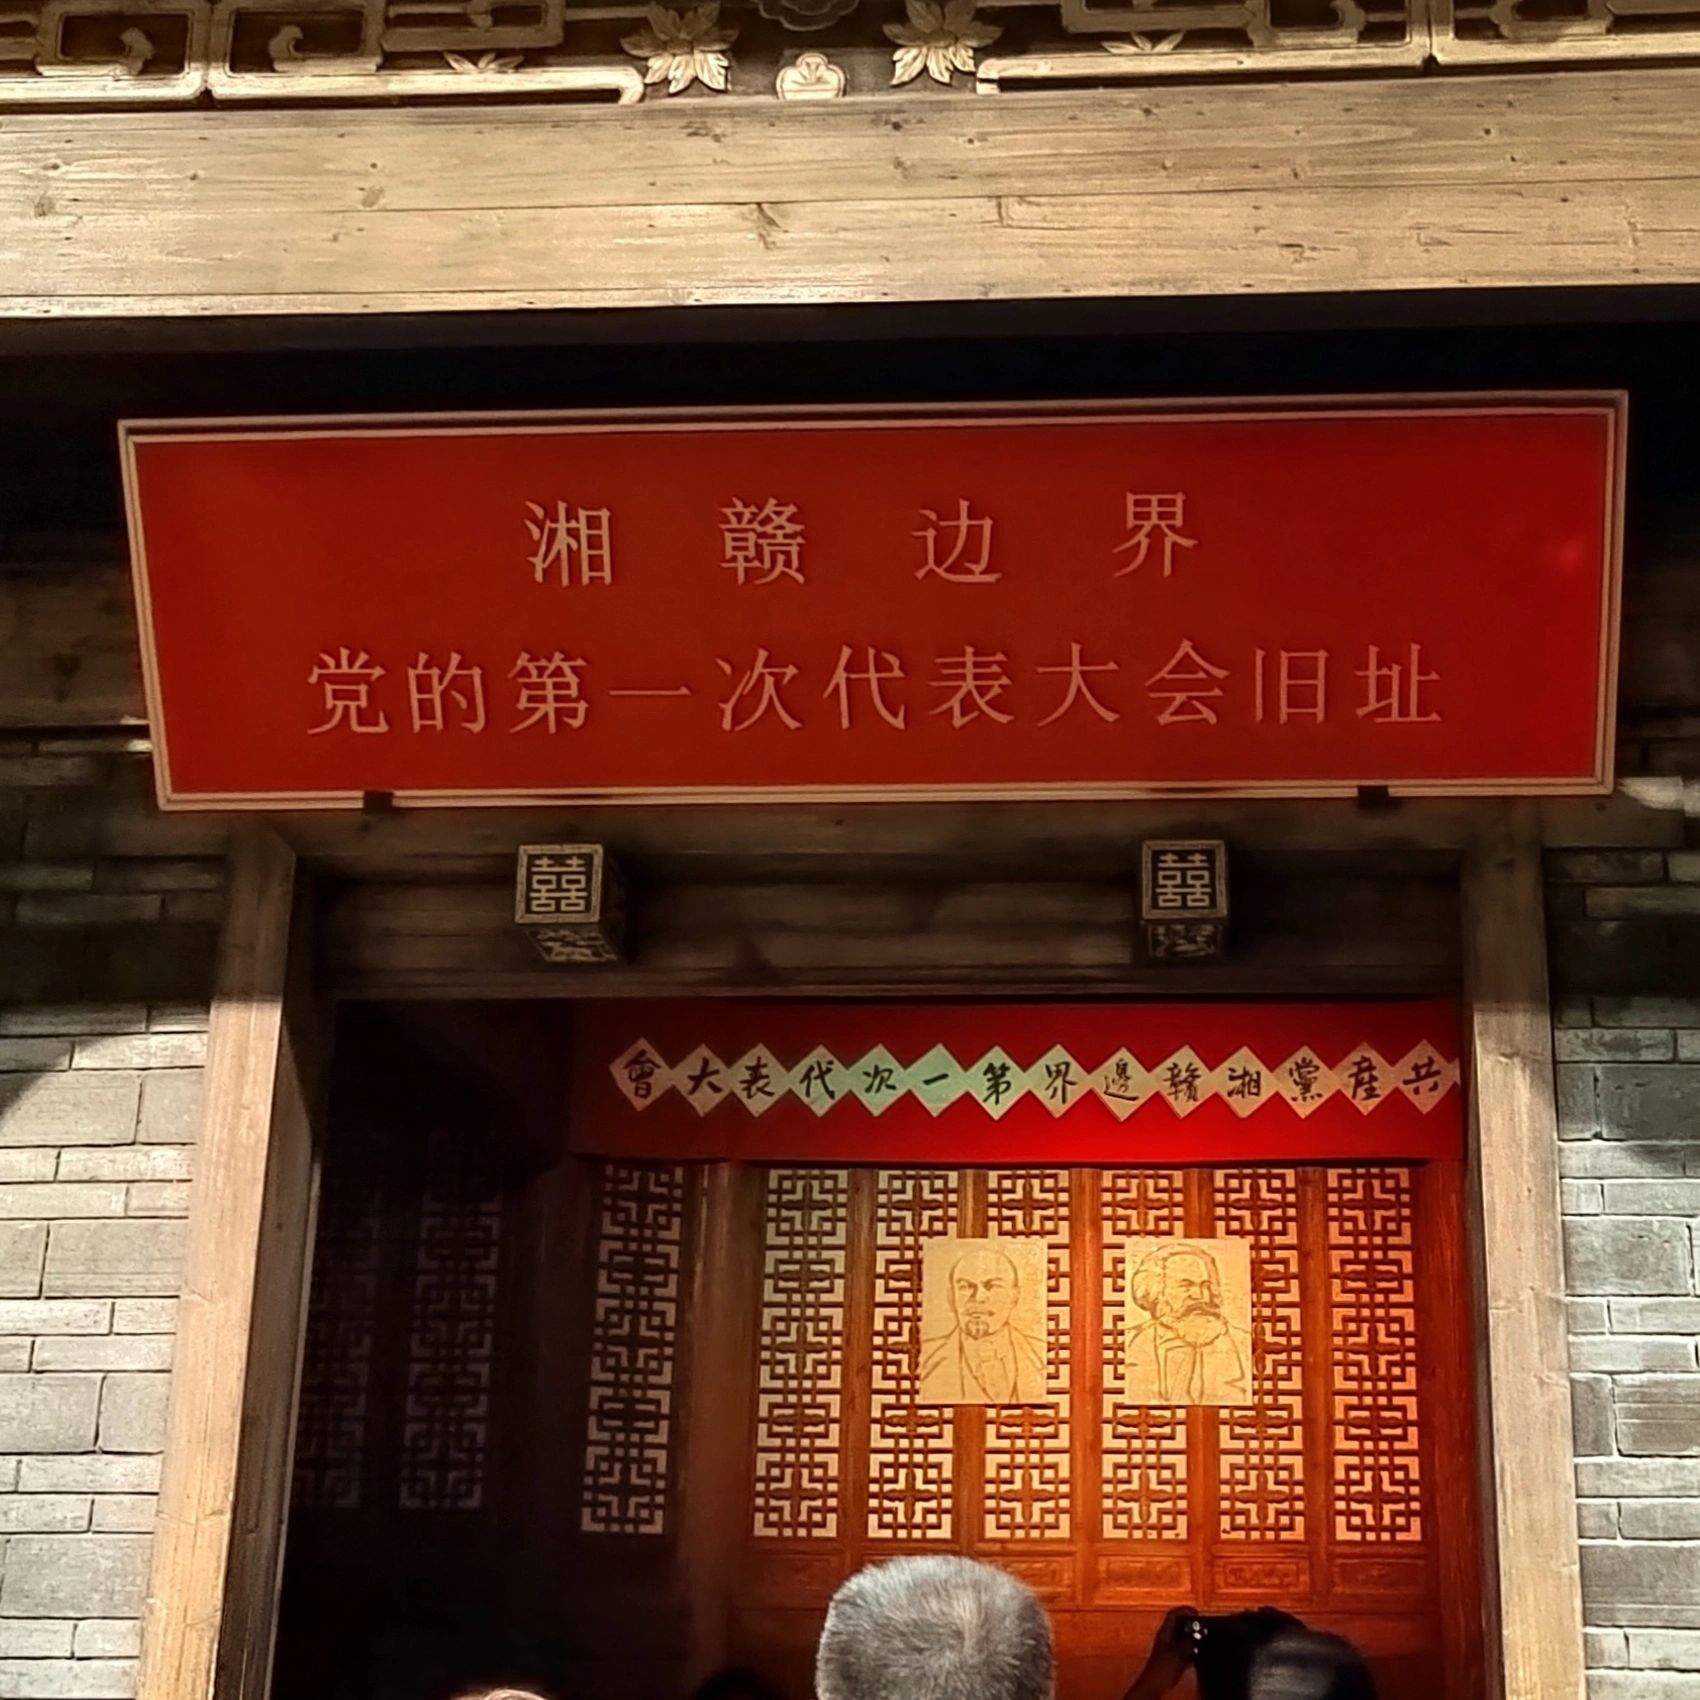 湘赣边界
党的第一次代表大会旧址
囍 囍
共產黨湘贛邊界第一次代表大會